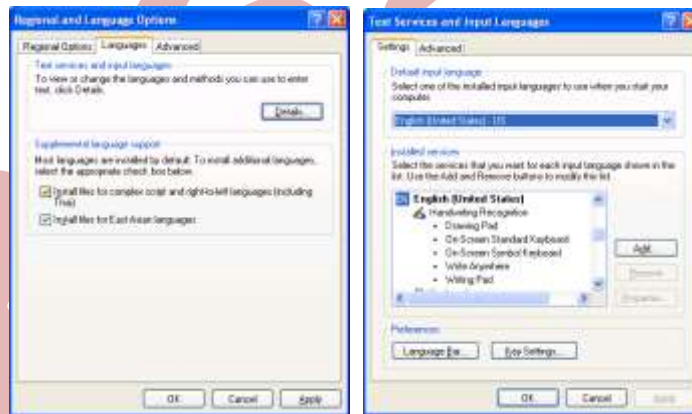 Regional and Language Options
Regional Options
Languages
Advanced
Text services and input languages
To view or change the languages and methods you can use to enter
text, click Details.
Details...
Supplemental language support
Most languages are installed by default. To install additional languages,
select the appropriate check box below.
Install files for complex script and right-to-left languages (including
Thai)
Install files for East Asian languages
OK
Cancel
Apply
Text Services and Input Languages
Settings
Advanced
Default input language
Select one of the installed input languages to use when you start your
computer.
English (United States) - US
Installed services
Select the services that you want for each input language shown in the
list. Use the Add and Remove buttons to modify this list.
EN English (United States)
Handwriting Recognition
Drawing Pad
On-Screen Standard Keyboard
On-Screen Symbol Keyboard
Write Anywhere
Writing Pad
Add...
Remove
Properties...
Preferences
Language Bar...
Key Settings...
OK
Cancel
Apply